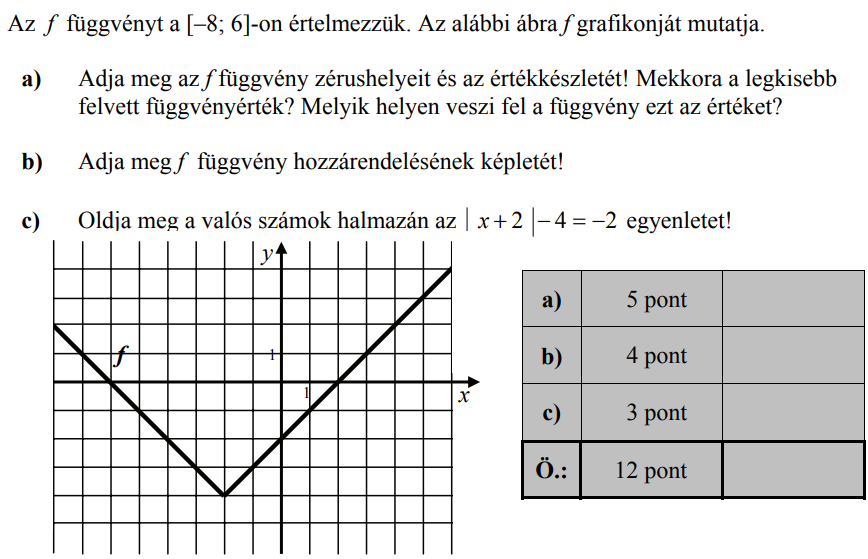 Az f függvényt a [–8; 6]-on értelmezzük. Az alábbi ábra f grafikonját mutatja.
a) Adja meg az f függvény zérushelyeit és az értékkészletét! Mekkora a legkisebb
felvett függvényérték? Melyik helyen veszi fel a függvény ezt az értéket?
b) Adja meg f függvény hozzárendelésének képletét!
c) Oldja meg a valós számok halmazán az | x + 2 | – 4 = –2 egyenletet!
y
f
1
1
x
a) 5 pont
b) 4 pont
c) 3 pont
Ö.: 12 pont